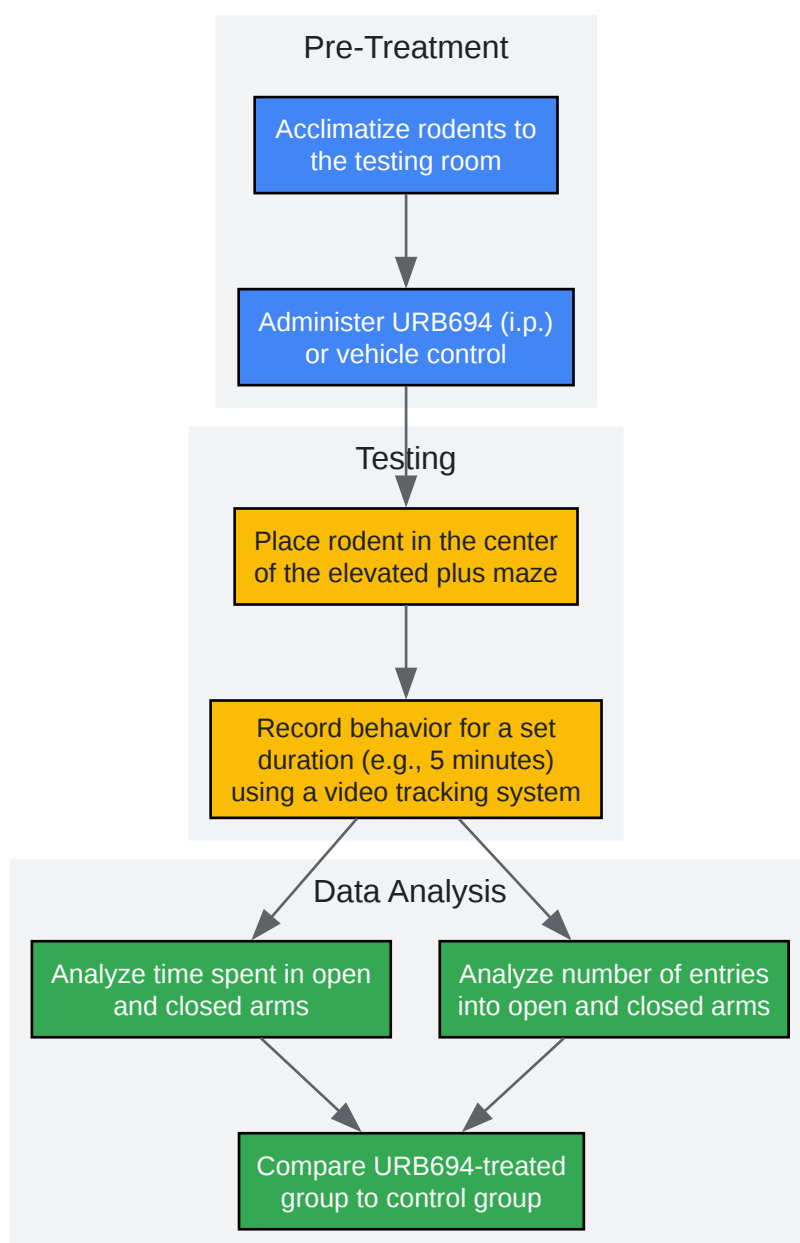 Pre-Treatment
Acclimatize rodents to
the testing room
Administer URB694 (i.p.)
or vehicle control
Testing
Place rodent in the center
of the elevated plus maze
Record behavior for a set
duration (e.g., 5 minutes)
using a video tracking system
Data Analysis
Analyze time spent in open
and closed arms
Analyze number of entries
into open and closed arms
Compare URB694-treated
group to control group